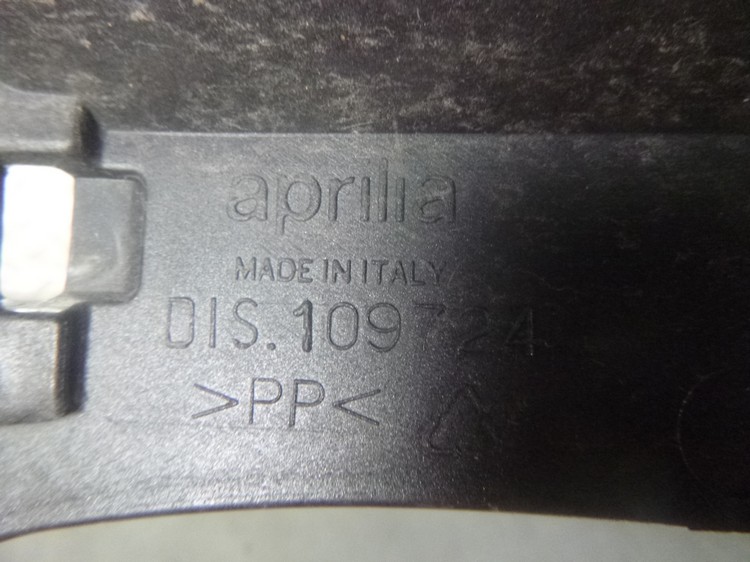 aprilia
MADE IN ITALY
DIS. 109724
>PP<